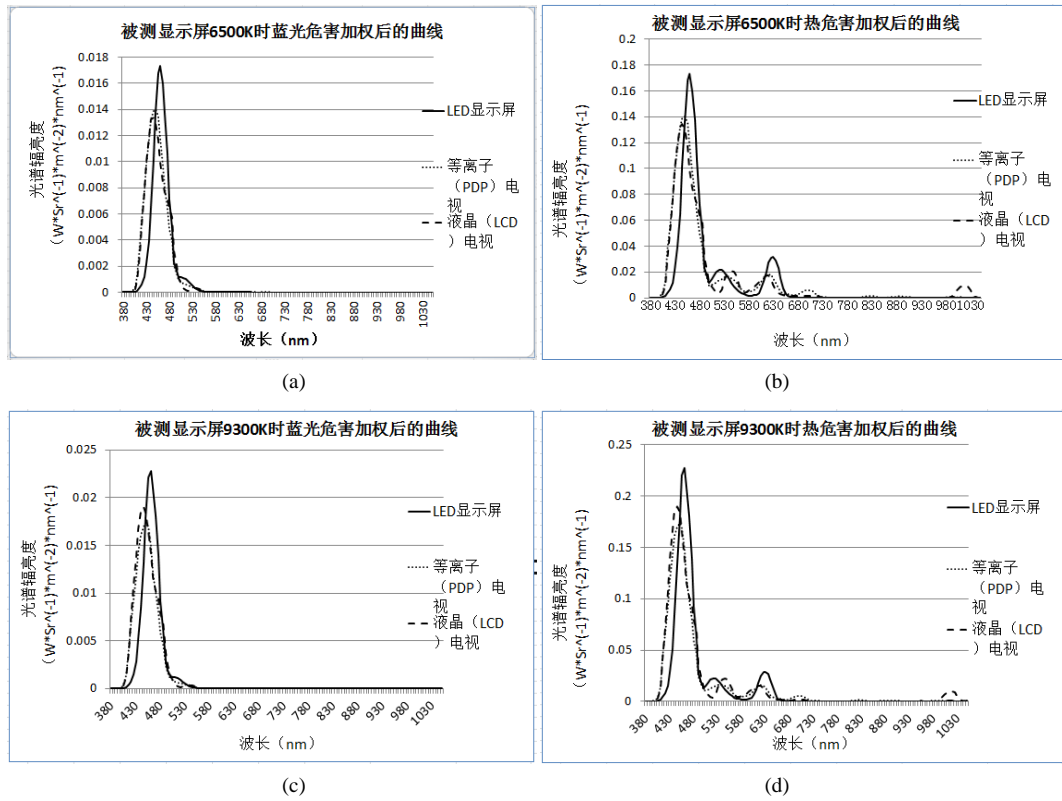 被测显示屏6500K时蓝光危害加权后的曲线
光谱辐亮度
（W*Sr^{-1}*m^{-2}*nm^{-1}
0.018
0.016
0.014
0.012
0.01
0.008
0.006
0.004
0.002
0
380 430 480 530 580 630 680 730 780 830 880 930 980 1030
波长（nm）
LED显示屏
等离子
（PDP）电
视
液晶（LCD
）电视
(a)
被测显示屏6500K时热危害加权后的曲线
光谱辐亮度
（W*Sr^{-1}*m^{-2}*nm^{-1}
0.2
0.18
0.16
0.14
0.12
0.1
0.08
0.06
0.04
0.02
0
380 430 480 530 580 630 680 730 780 830 880 930 980 1030
波长（nm）
LED显示屏
等离子
（PDP）电
视
液晶（LCD
）电视
(b)
被测显示屏9300K时蓝光危害加权后的曲线
光谱辐亮度
（W*Sr^{-1}*m^{-2}*nm^{-1}
0.025
0.02
0.015
0.01
0.005
0
380 430 480 530 580 630 680 730 780 830 880 930 980 1030
波长（nm）
LED显示屏
等离子
（PDP）电
视
液晶（LCD
）电视
(c)
被测显示屏9300K时热危害加权后的曲线
光谱辐亮度
（W*Sr^{-1}*m^{-2}*nm^{-1}
0.25
0.2
0.15
0.1
0.05
0
380 430 480 530 580 630 680 730 780 830 880 930 980 1030
波长（nm）
LED显示屏
等离子
（PDP）电
视
液晶（LCD
）电视
(d)